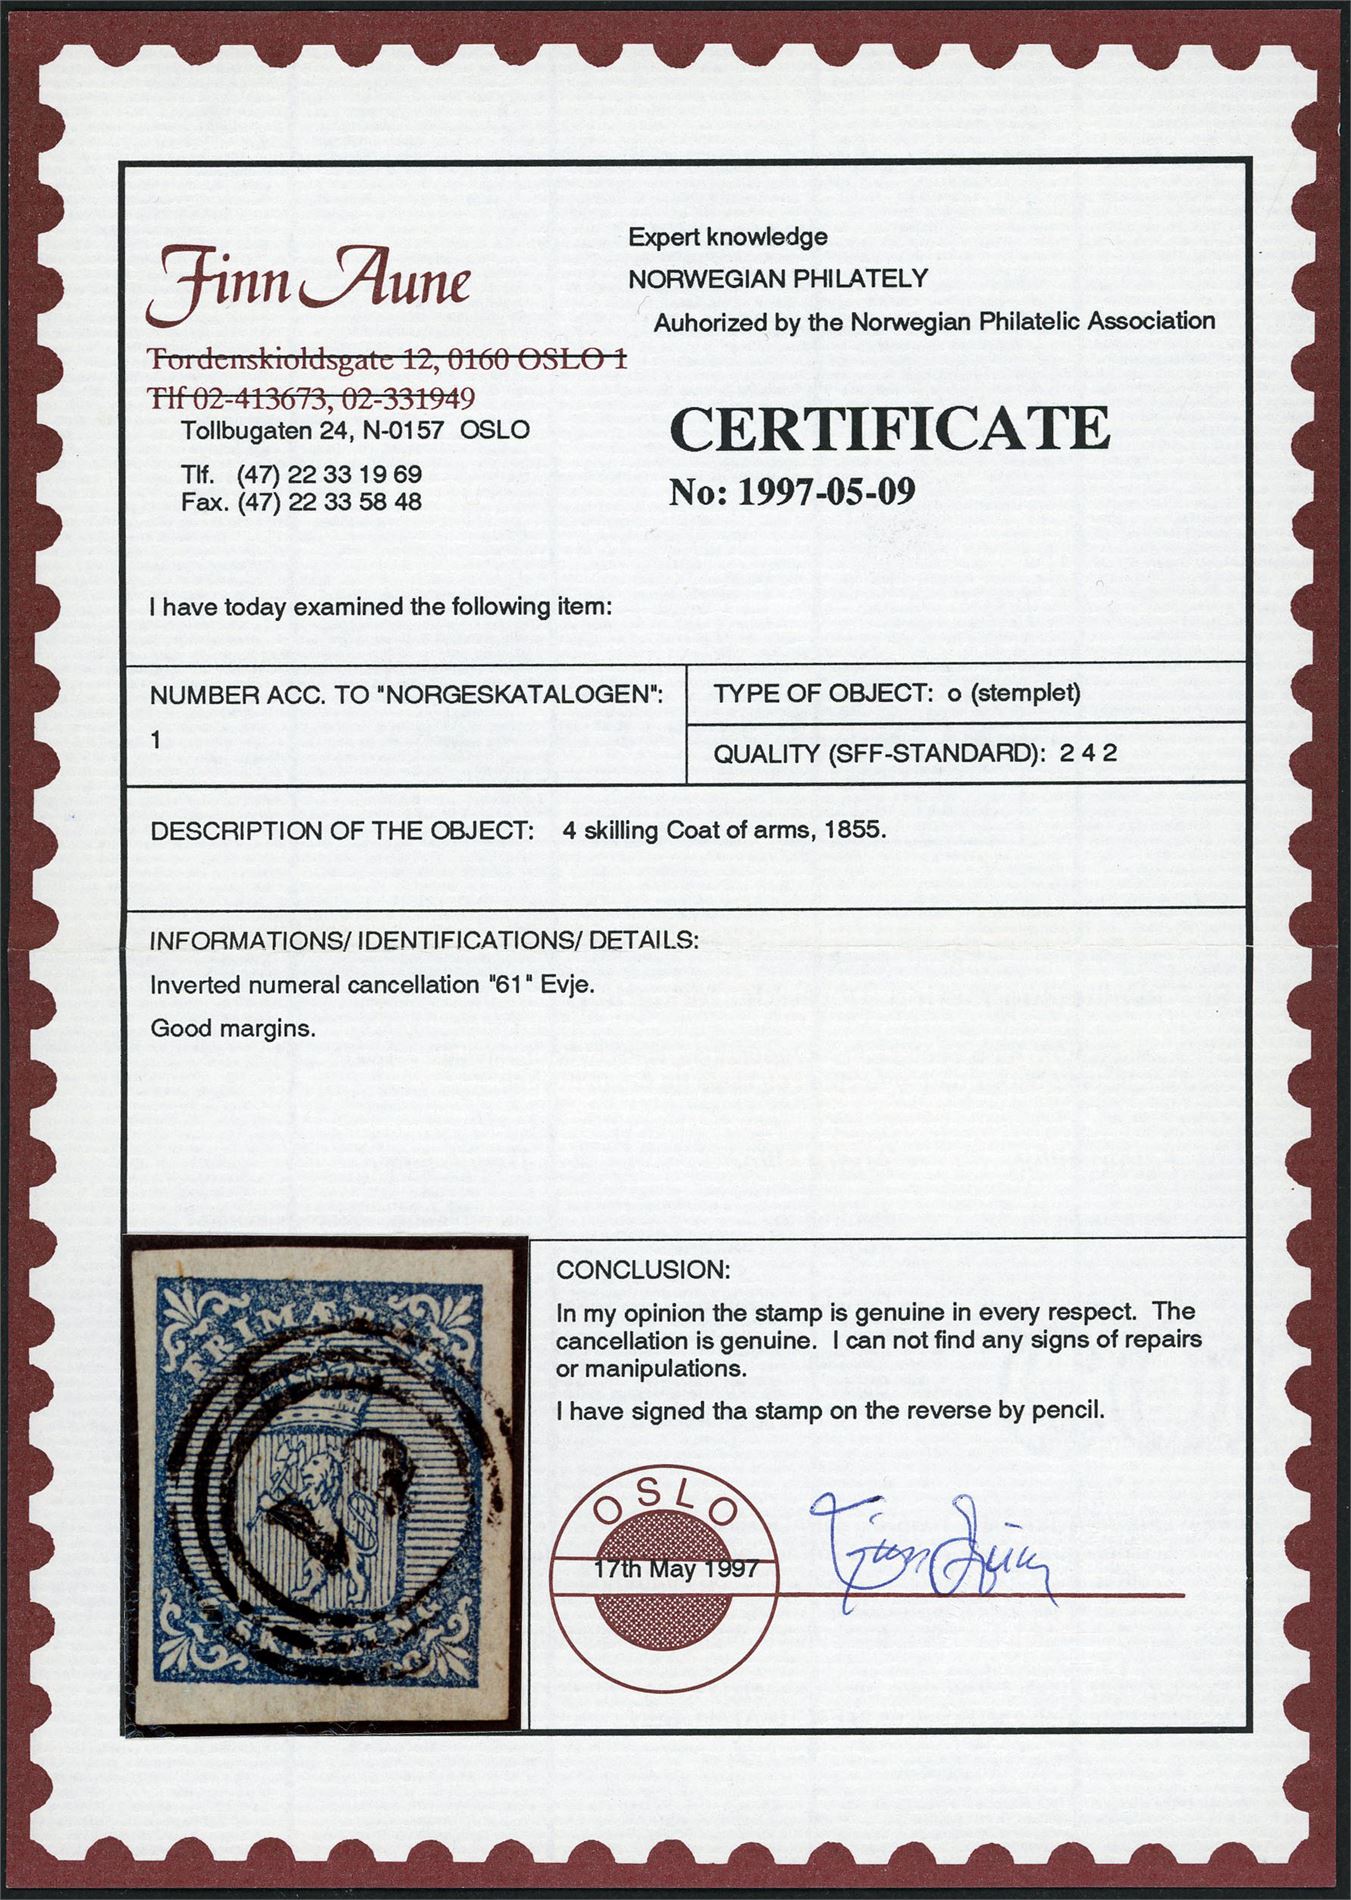 Finn Aune
Tordenskioldsgate 12, 0160 OSLO 1
Tlf 02-413673, 02-331949
Tollbugaten 24, N-0157 OSLO
Tlf. (47) 22 33 19 69
Fax. (47) 22 33 58 48
Expert knowledge
NORWEGIAN PHILATELY
Auhorized by the Norwegian Philatelic Association
CERTIFICATE
No: 1997-05-09
I have today examined the following item:
NUMBER ACC. TO "NORGESKATALOGEN":
1
TYPE OF OBJECT: o (stemplet)
QUALITY (SFF-STANDARD): 2 4 2
DESCRIPTION OF THE OBJECT: 4 skilling Coat of arms, 1855.
INFORMATIONS/ IDENTIFICATIONS/ DETAILS:
Inverted numeral cancellation "61" Evje.
Good margins.
CONCLUSION:
In my opinion the stamp is genuine in every respect. The
cancellation is genuine. I can not find any signs of repairs
or manipulations.
I have signed tha stamp on the reverse by pencil.
OSLO
17th May 1997
Finn Aune
61